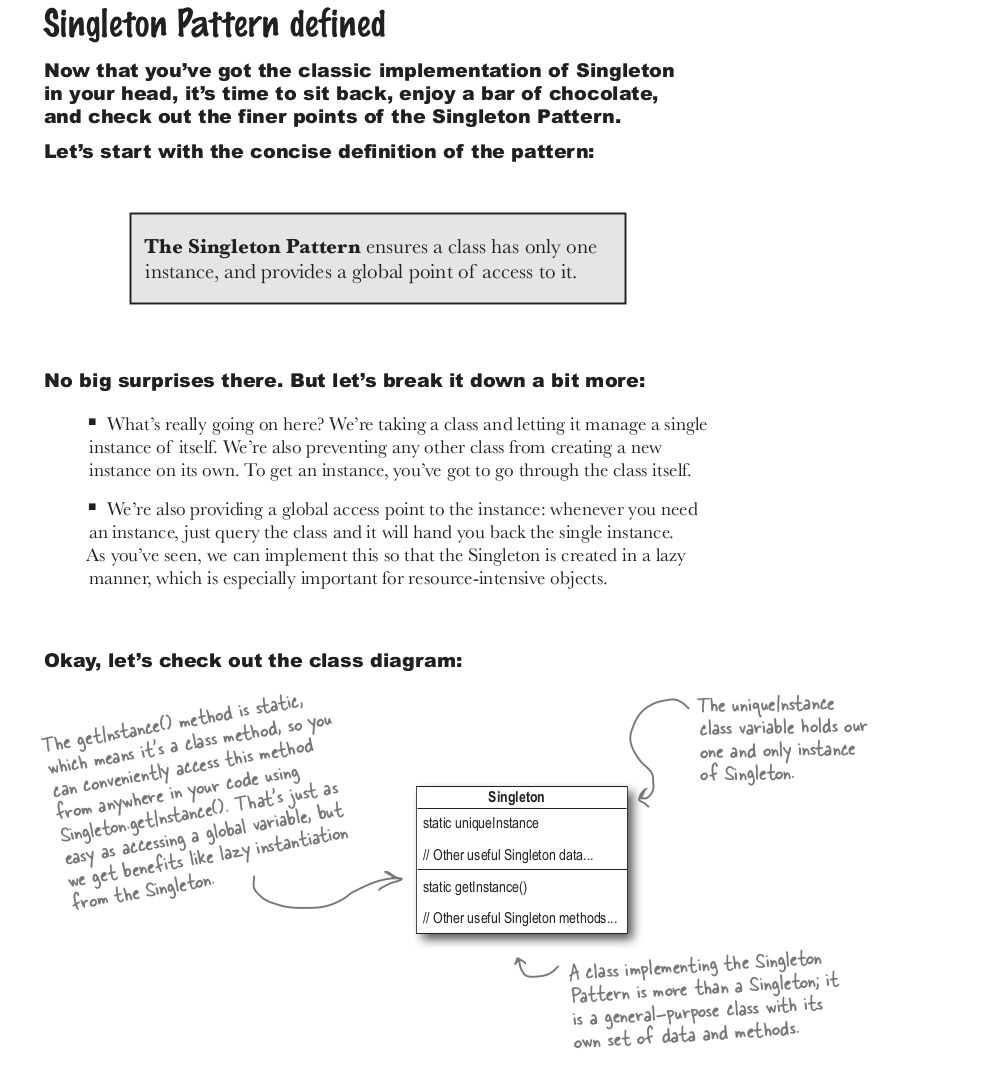 Singleton Pattern defined
Now that you’ve got the classic implementation of Singleton
in your head, it’s time to sit back, enjoy a bar of chocolate,
and check out the finer points of the Singleton Pattern.
Let’s start with the concise definition of the pattern:
The Singleton Pattern ensures a class has only one
instance, and provides a global point of access to it.
No big surprises there. But let’s break it down a bit more:
▪ What’s really going on here? We’re taking a class and letting it manage a single
instance of itself. We’re also preventing any other class from creating a new
instance on its own. To get an instance, you’ve got to go through the class itself.
▪ We’re also providing a global access point to the instance: whenever you need
an instance, just query the class and it will hand you back the single instance.
As you’ve seen, we can implement this so that the Singleton is created in a lazy
manner, which is especially important for resource-intensive objects.
Okay, let’s check out the class diagram:
The getInstance() method is static,
which means it’s a class method, so you
can conveniently access this method
from anywhere in your code using
Singleton.getInstance(). That’s just as
easy as accessing a global variable, but
we get benefits like lazy instantiation
from the Singleton.
The uniqueInstance
class variable holds our
one and only instance
of Singleton.
Singleton
static uniqueInstance
// Other useful Singleton data...
static getInstance()
// Other useful Singleton methods...
A class implementing the Singleton
Pattern is more than a Singleton; it
is a general-purpose class with its
own set of data and methods.